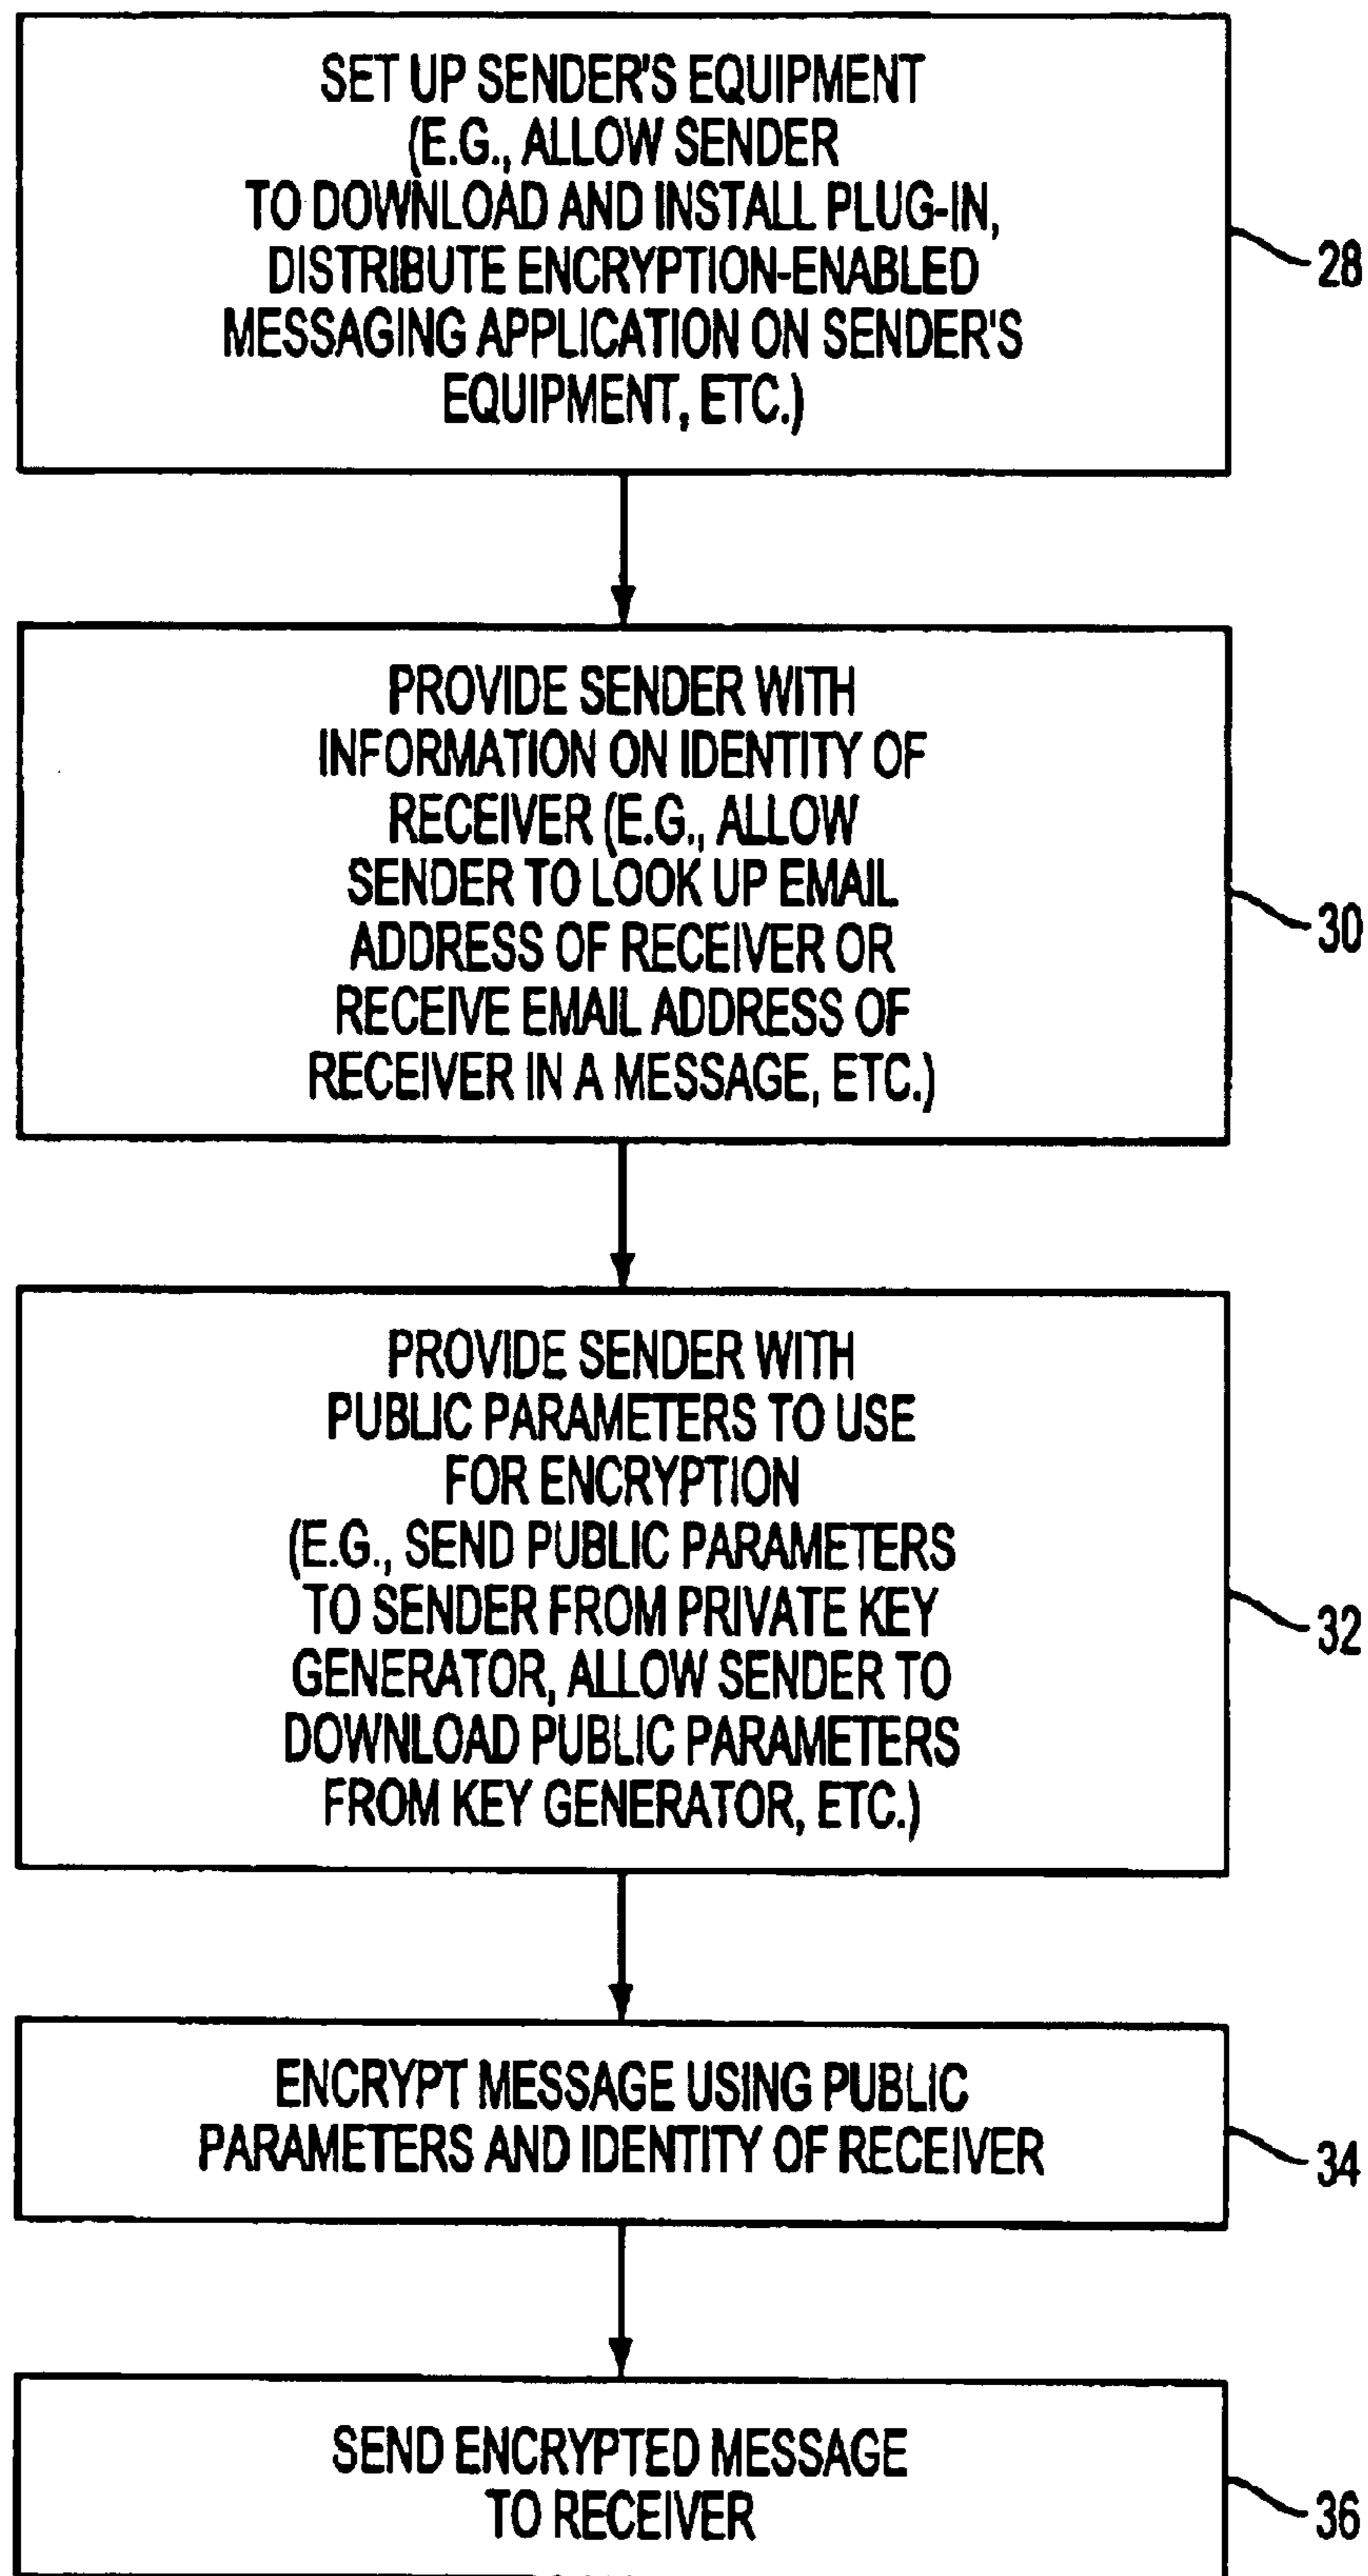 SET UP SENDER'S EQUIPMENT
(E.G., ALLOW SENDER
TO DOWNLOAD AND INSTALL PLUG-IN,
DISTRIBUTE ENCRYPTION-ENABLED
MESSAGING APPLICATION ON SENDER'S
EQUIPMENT, ETC.)
28
PROVIDE SENDER WITH
INFORMATION ON IDENTITY OF
RECEIVER (E.G., ALLOW
SENDER TO LOOK UP EMAIL
ADDRESS OF RECEIVER OR
RECEIVE EMAIL ADDRESS OF
RECEIVER IN A MESSAGE, ETC.)
30
PROVIDE SENDER WITH
PUBLIC PARAMETERS TO USE
FOR ENCRYPTION
(E.G., SEND PUBLIC PARAMETERS
TO SENDER FROM PRIVATE KEY
GENERATOR, ALLOW SENDER TO
DOWNLOAD PUBLIC PARAMETERS
FROM KEY GENERATOR, ETC.)
32
ENCRYPT MESSAGE USING PUBLIC
PARAMETERS AND IDENTITY OF RECEIVER
34
SEND ENCRYPTED MESSAGE
TO RECEIVER
36